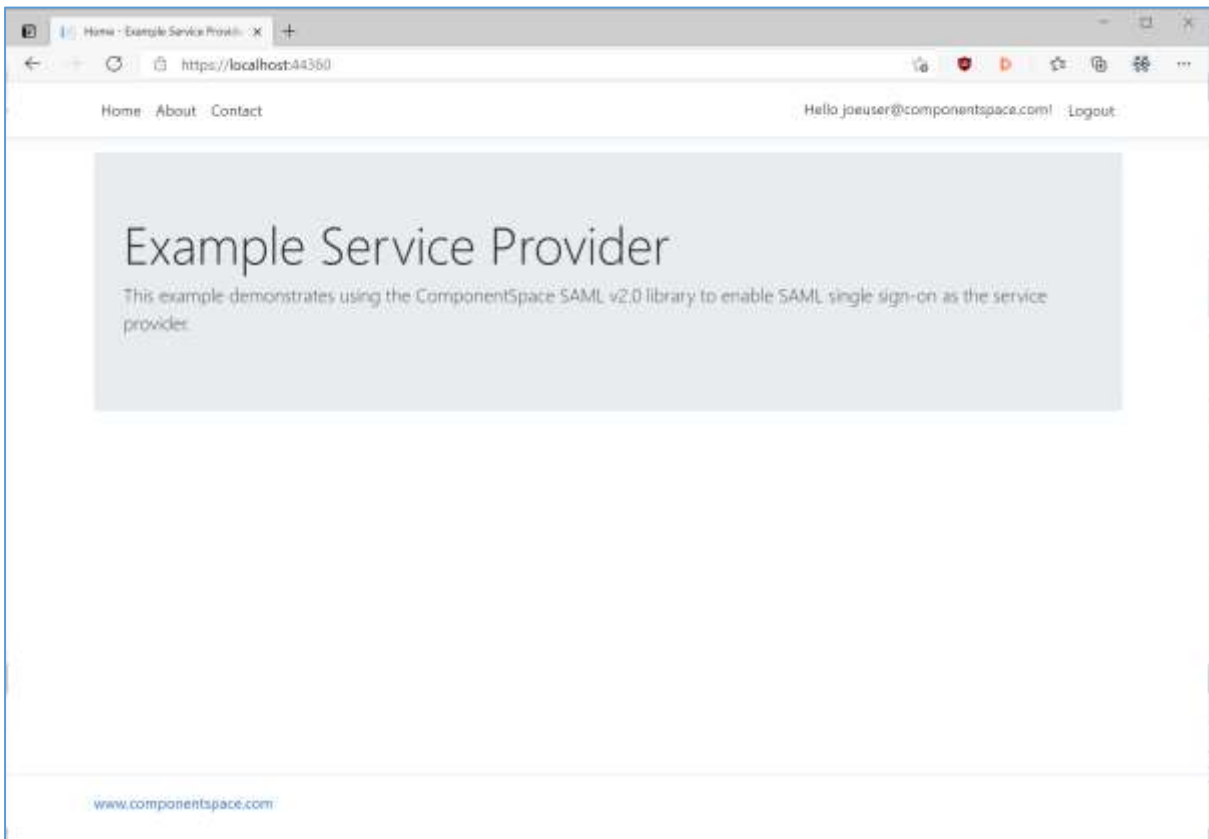 Home - Example Service Provid
https://localhost:44360
Home About Contact
Hello joeuser@componentspace.com! Logout
Example Service Provider
This example demonstrates using the ComponentSpace SAML v2.0 library to enable SAML single sign-on as the service
provider.
www.componentspace.com